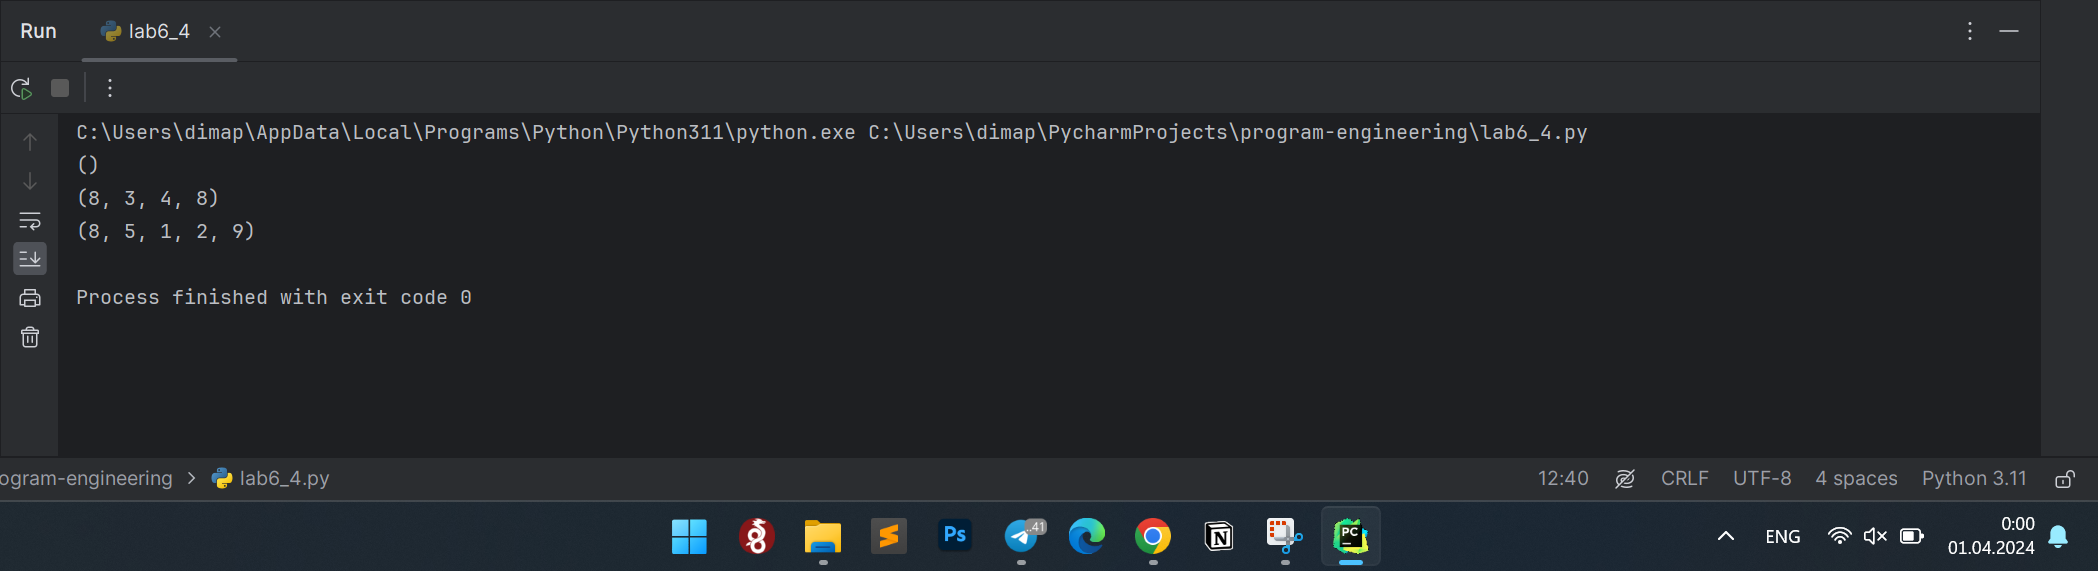 Run lab6_4
C:\Users\dimap\AppData\Local\Programs\Python\Python311\python.exe C:\Users\dimap\PycharmProjects\program-engineering\lab6_4.py
()
(8, 3, 4, 8)
(8, 5, 1, 2, 9)
Process finished with exit code 0
ogram-engineering > lab6_4.py 12:40 CRLF UTF-8 4 spaces Python 3.11
Ps ..41 N PC ENG 0:00
01.04.2024